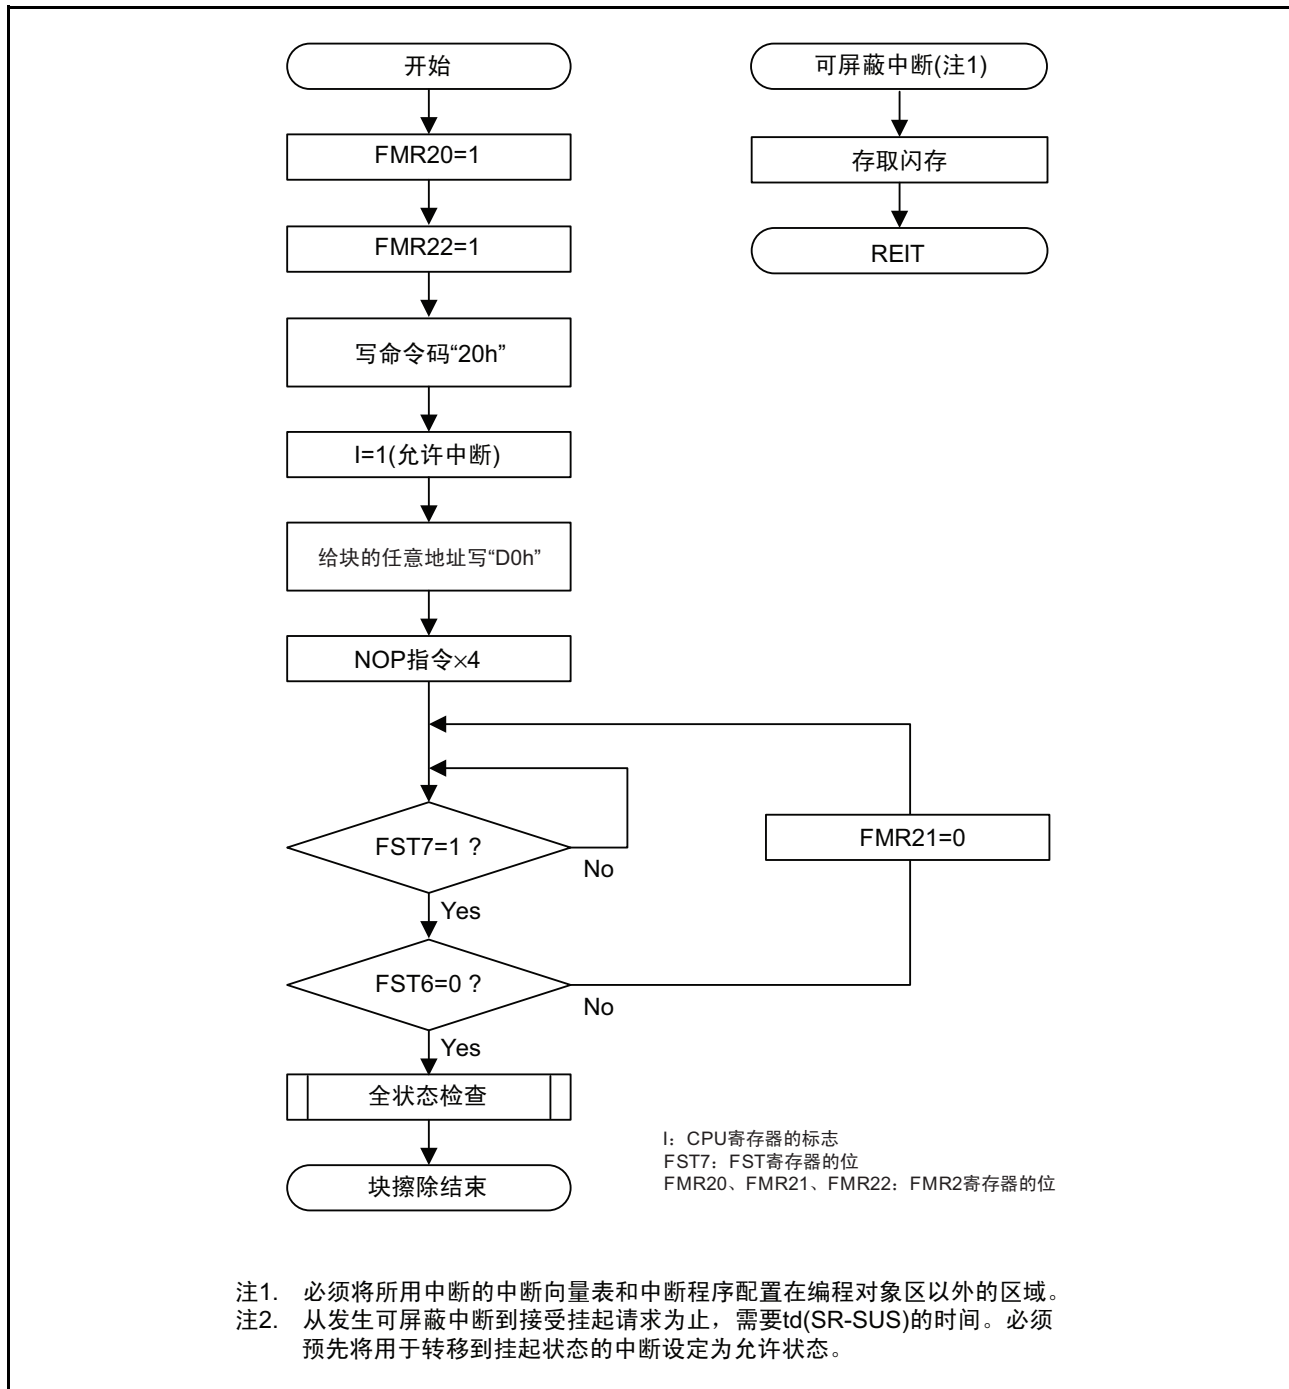 开始
FMR20=1
FMR22=1
写命令码“20h”
I=1(允许中断)
给块的任意地址写“D0h”
NOP指令×4
FST7=1 ?
No
Yes
FST6=0 ?
No
Yes
FMR21=0
全状态检查
块擦除结束
可屏蔽中断(注1)
存取闪存
REIT
I：CPU寄存器的标志
FST7：FST寄存器的位
FMR20、FMR21、FMR22：FMR2寄存器的位
注1. 必须将所用中断的中断向量表和中断程序配置在编程对象区以外的区域。
注2. 从发生可屏蔽中断到接受挂起请求为止，需要td(SR-SUS)的时间。必须
预先将用于转移到挂起状态的中断设定为允许状态。